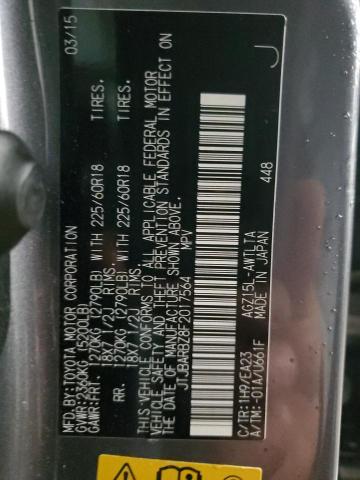 MFD.BY:TOYOTA MOTOR CORPORATION 03/15
GVWR:2360KG (5200LB)
GAWR:FRT. 1270KG (2790LB) WITH 225/60R18 TIRES.
18X7 1/2J RIMS.
RR. 1270KG (2790LB) WITH 225/60R18 TIRES.
18X7 1/2J RIMS.
THIS VEHICLE CONFORMS TO ALL APPLICABLE FEDERAL MOTOR
VEHICLE SAFETY AND THEFT PREVENTION STANDARDS IN EFFECT ON
THE DATE OF MANUFACTURE SHOWN ABOVE.
JTJBARBZ8F2017564 MPV
J
AGZ15L-AWTLTA
C/TR:1H9/EA23 MADE IN JAPAN 448
A/TM:-01A/U661F